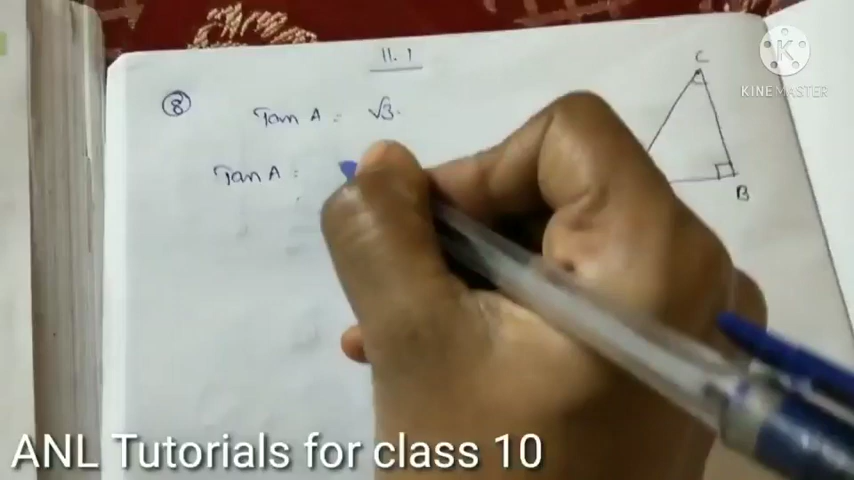 11.1
C
KINEMASTER
8 Tan A = √3.
Tan A =
B
ANL Tutorials for class 10